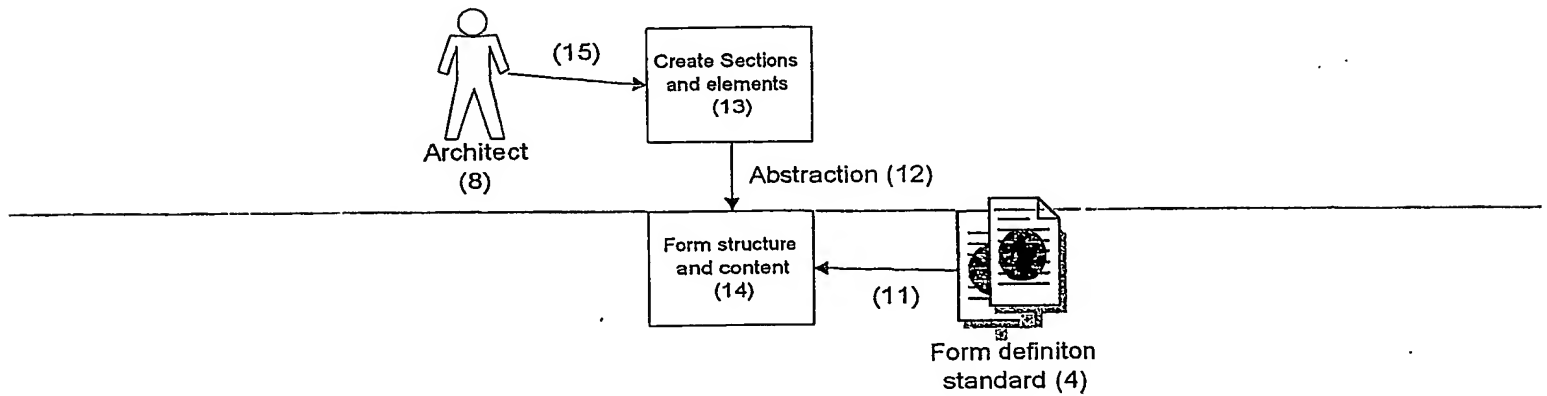 (15)
Create Sections
and elements
(13)
Architect
(8)
Abstraction (12)
Form structure
and content
(14)
(11)
Form definiton
standard (4)